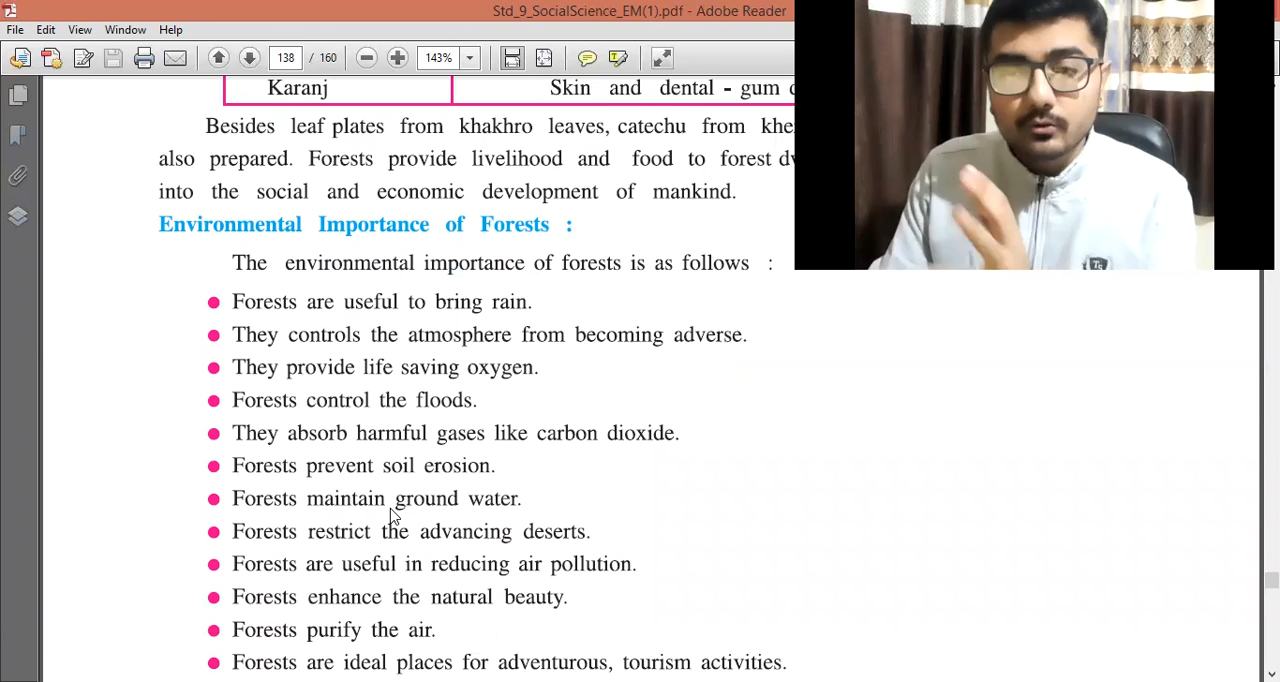 Std_9_SocialScience_EM(1).pdf - Adobe Reader
File Edit View Window Help
138 / 160 143%
Karanj Skin and dental - gum
Besides leaf plates from khakhro leaves, catechu from
also prepared. Forests provide livelihood and food to forest
into the social and economic development of mankind.
Environmental Importance of Forests :
The environmental importance of forests is as follows :
● Forests are useful to bring rain.
● They controls the atmosphere from becoming adverse.
● They provide life saving oxygen.
● Forests control the floods.
● They absorb harmful gases like carbon dioxide.
● Forests prevent soil erosion.
● Forests maintain ground water.
● Forests restrict the advancing deserts.
● Forests are useful in reducing air pollution.
● Forests enhance the natural beauty.
● Forests purify the air.
● Forests are ideal places for adventurous, tourism activities.